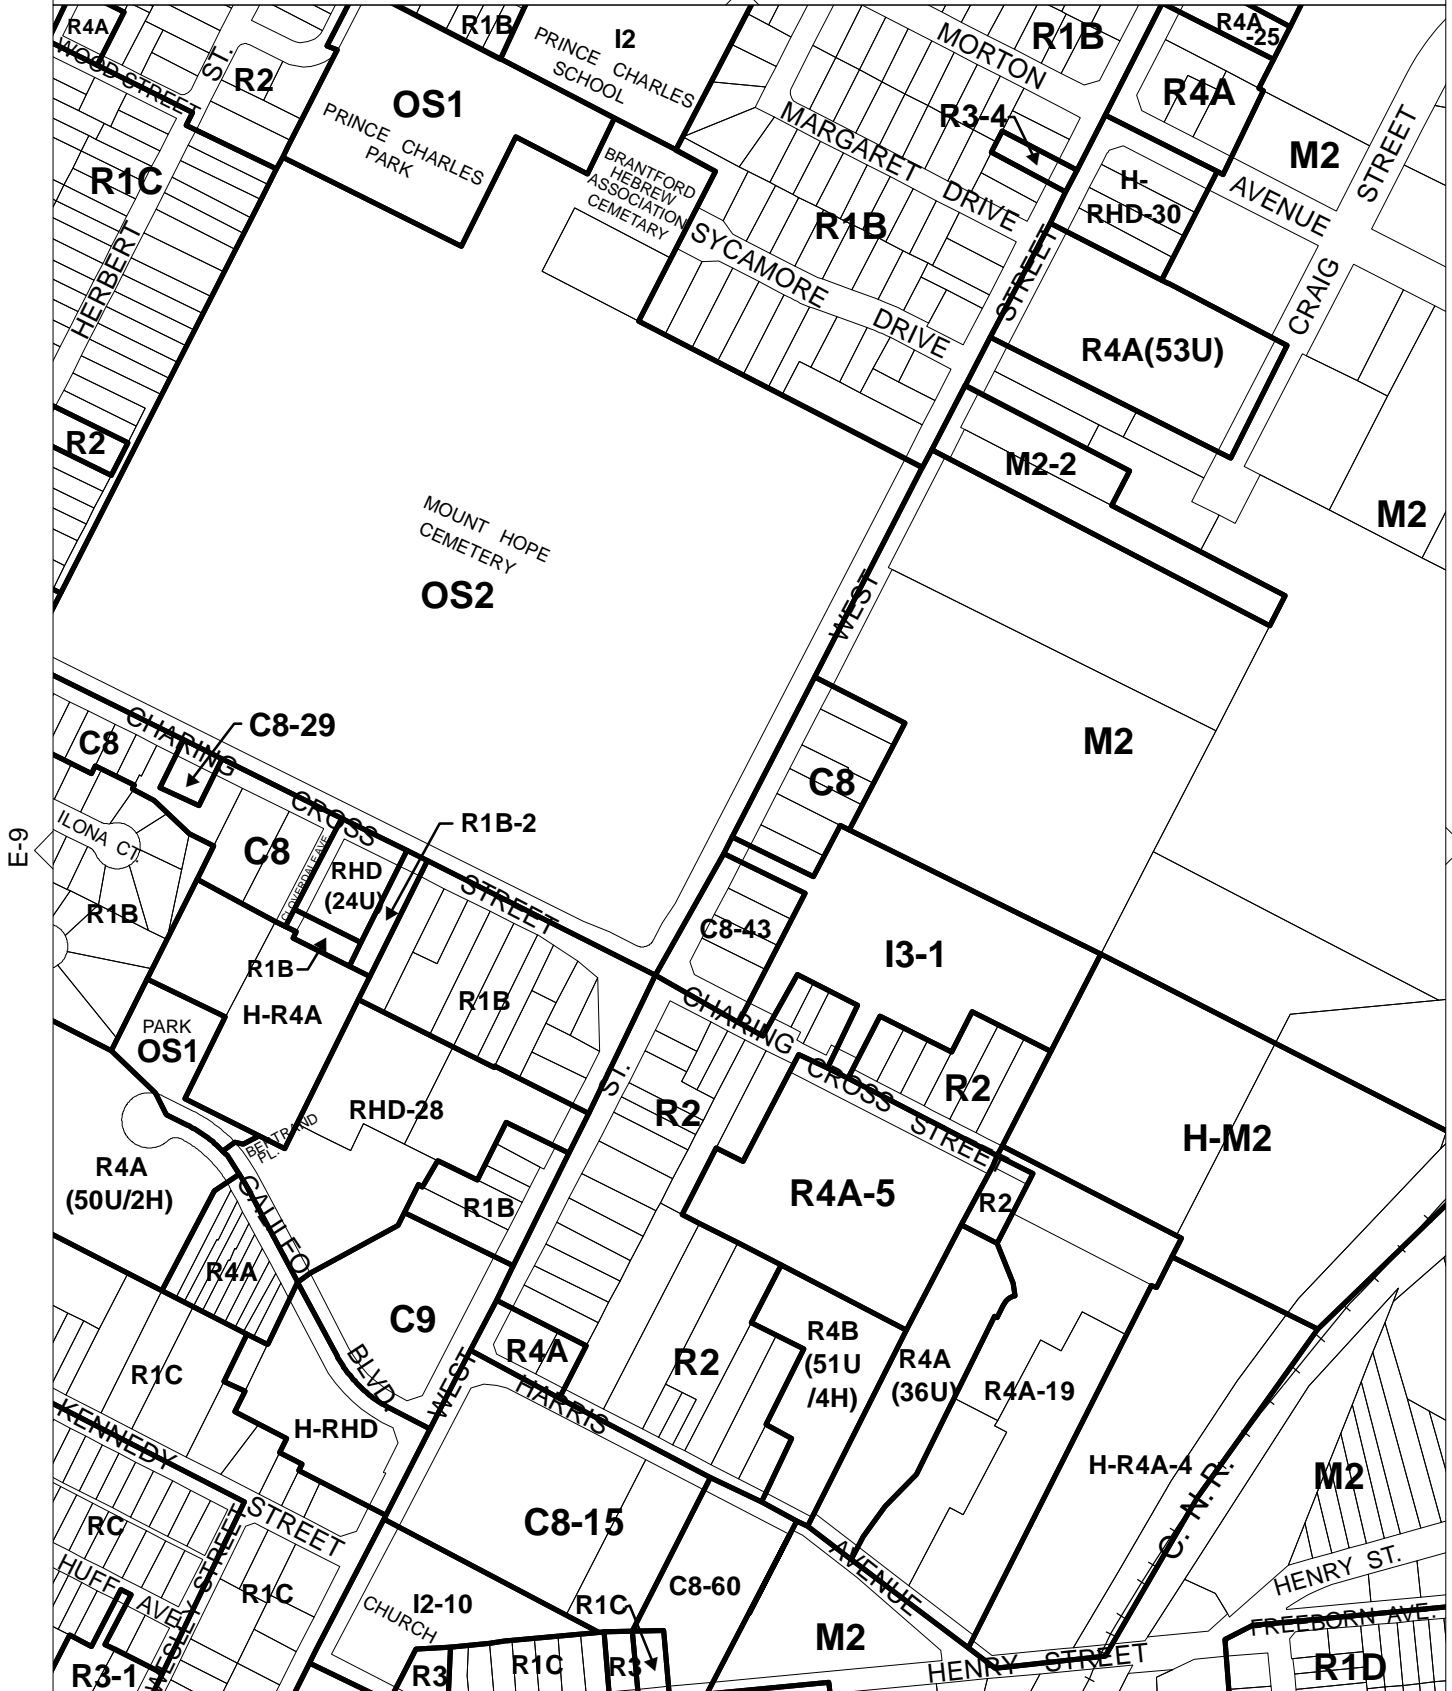 R4A
WOOD STREET
ST.
R2
R1B
I2
PRINCE CHARLES
SCHOOL
OS1
PRINCE CHARLES
PARK
MORTON
R1B
R4A
-25
R4A
M2
STREET
AVENUE
R3-4
MARGARET DRIVE
H-
RHD-30
BRANTFORD
HEBREW
ASSOCIATION
CEMETARY
R1C
HERBERT
R1B
SYCAMORE DRIVE
STREET
CRAIG
R4A(53U)
R2
M2-2
M2
MOUNT HOPE
CEMETERY
OS2
WEST
C8-29
C8
CHARING
CROSS
STREET
M2
C8
E-9
ILONA CT.
C8
CLOVERDALE AVE.
RHD
(24U)
R1B-2
R1B
C8-43
I3-1
R1B
H-R4A
R1B
PARK
OS1
CHARING CROSS STREET
R2
RHD-28
ST.
R2
H-M2
BERTRAND
PL.
R4A
(50U/2H)
GALILEO
R1B
R4A-5
R2
R4A
C9
R4A
R2
R4B
(51U
/4H)
R4A
(36U)
R4A-19
R1C
BLVD.
WEST
HARRIS
KENNEDY
H-RHD
H-R4A-4
C. N. R.
M2
STREET
RC
WESLEY STREET
C8-15
AVENUE
HENRY ST.
HUFF AVE.
R1C
I2-10
CHURCH
R1C
C8-60
FREEBORN AVE.
M2
R3-1
R3
R1C
R3
HENRY STREET
R1D